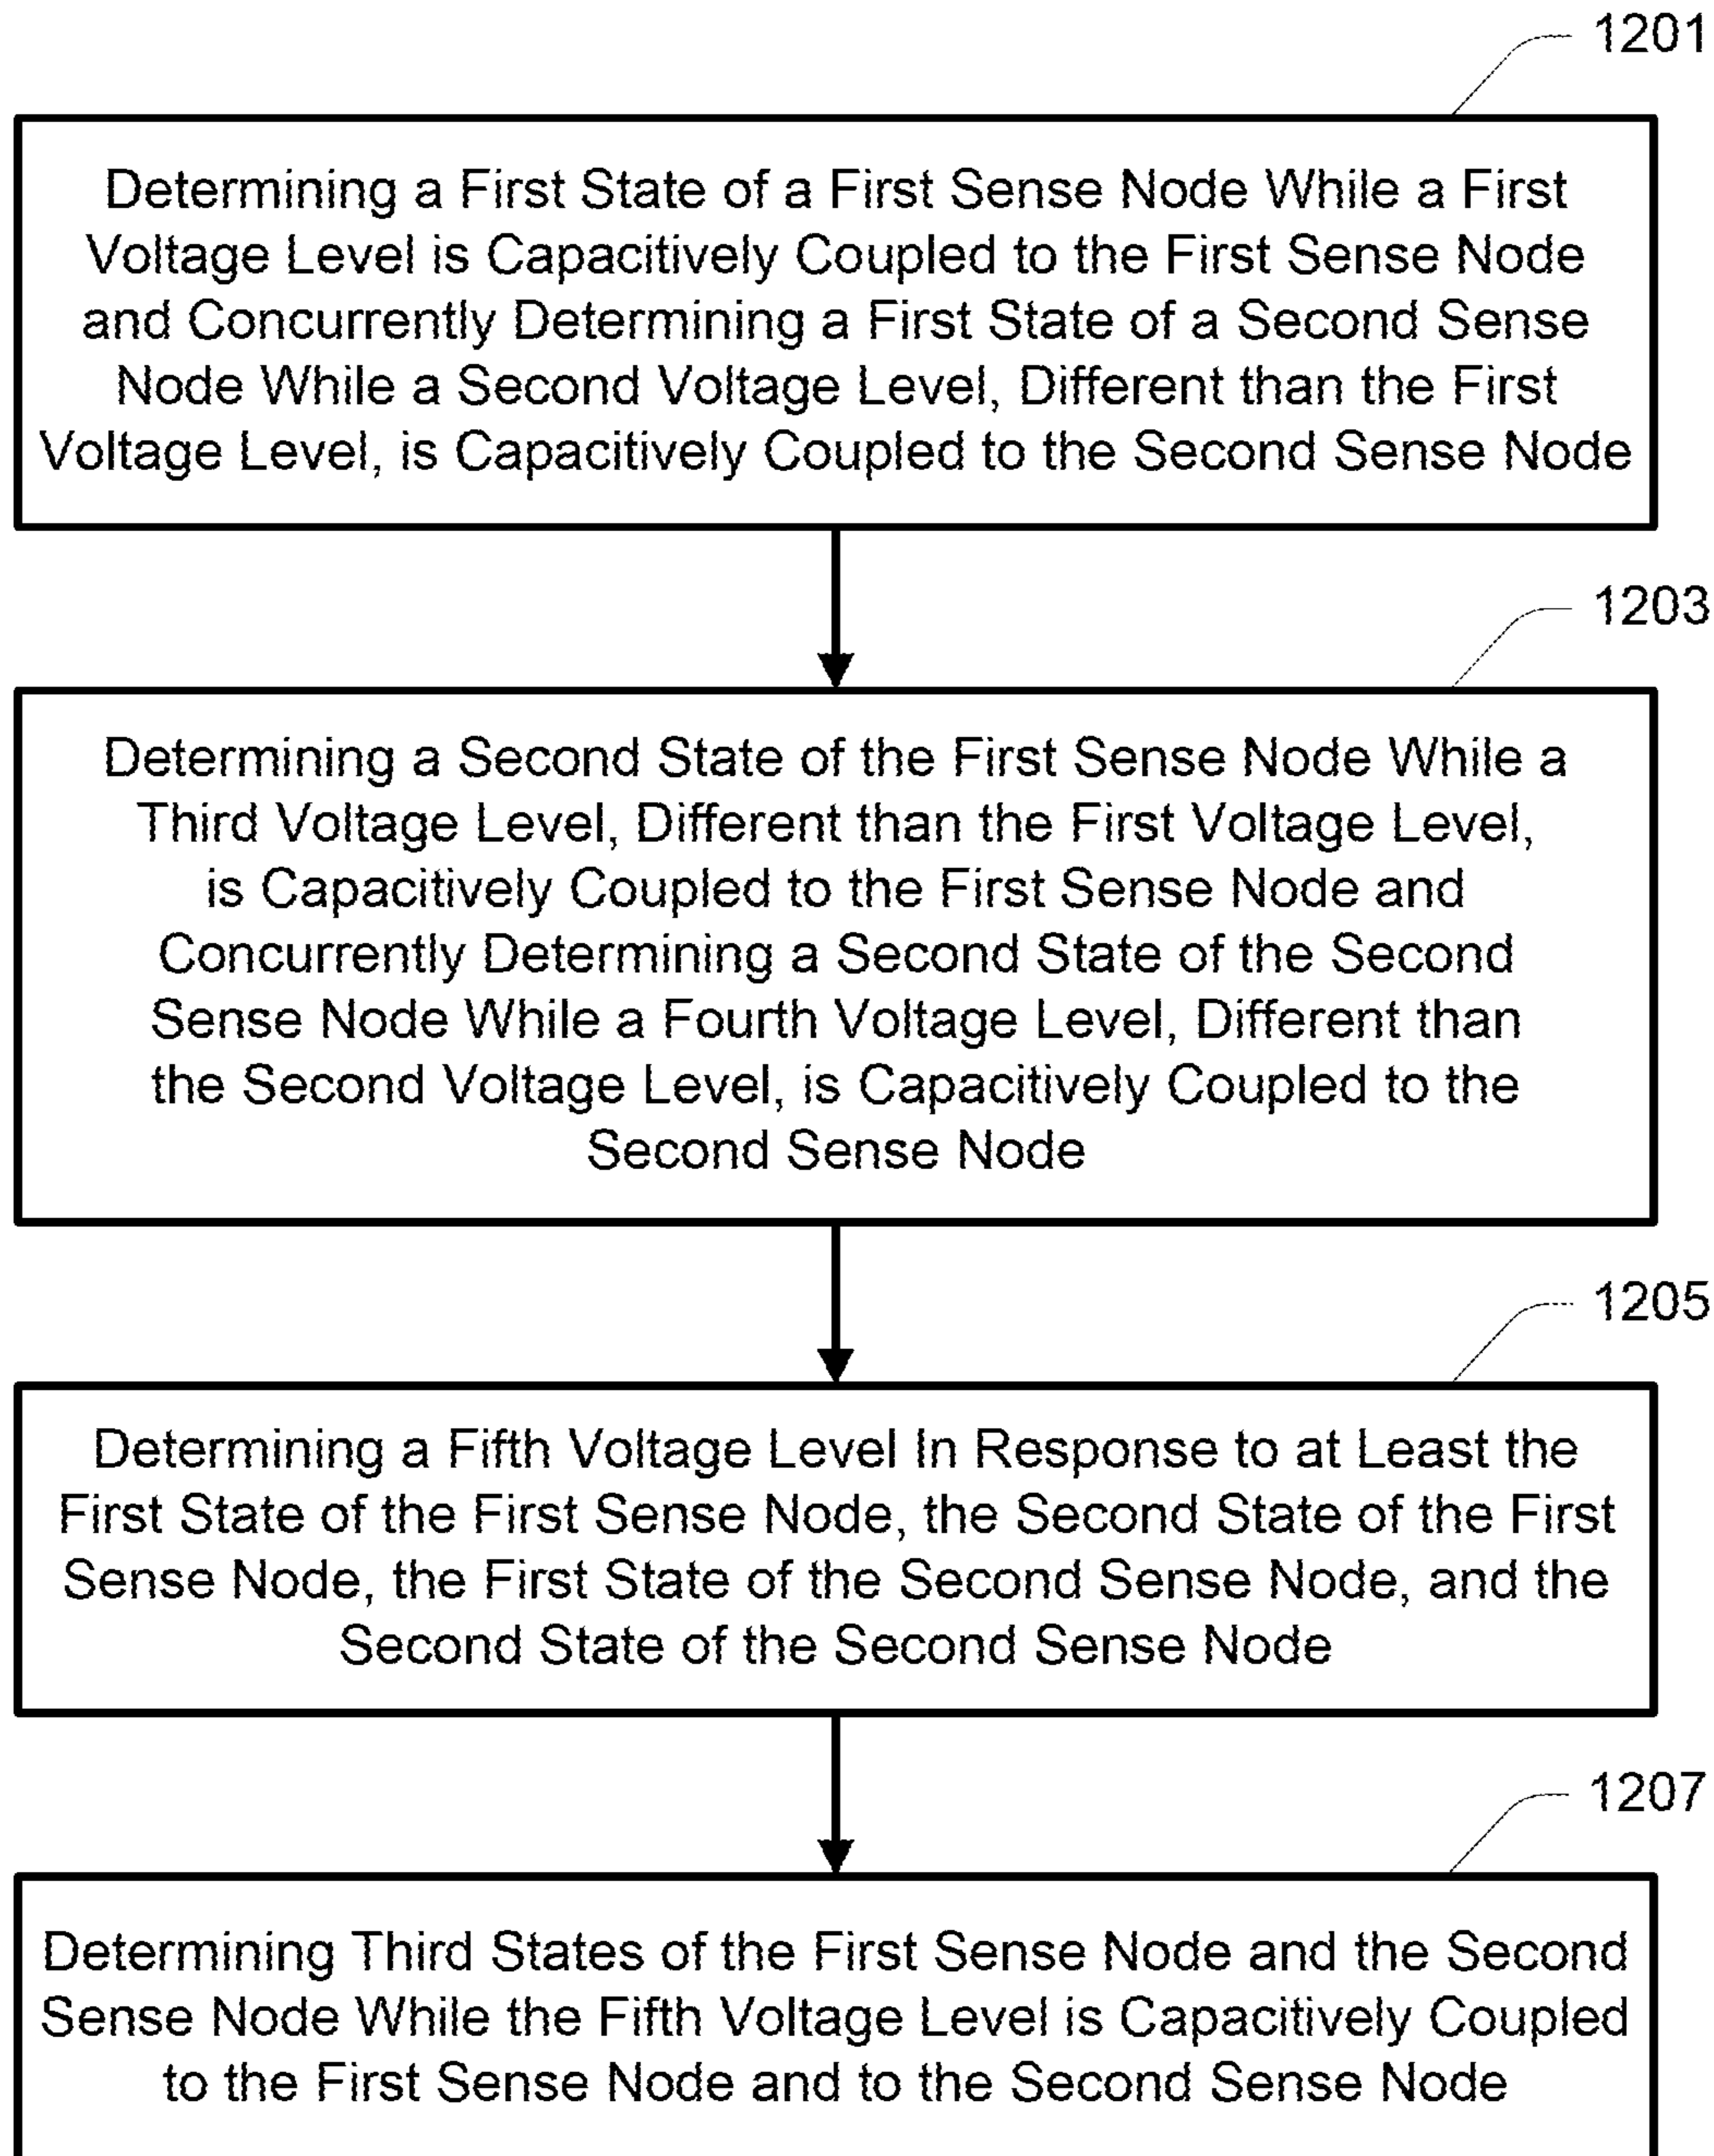 1201
Determining a First State of a First Sense Node While a First
Voltage Level is Capacitively Coupled to the First Sense Node
and Concurrently Determining a First State of a Second Sense
Node While a Second Voltage Level, Different than the First
Voltage Level, is Capacitively Coupled to the Second Sense Node
1203
Determining a Second State of the First Sense Node While a
Third Voltage Level, Different than the First Voltage Level,
is Capacitively Coupled to the First Sense Node and
Concurrently Determining a Second State of the Second
Sense Node While a Fourth Voltage Level, Different than
the Second Voltage Level, is Capacitively Coupled to the
Second Sense Node
1205
Determining a Fifth Voltage Level In Response to at Least the
First State of the First Sense Node, the Second State of the First
Sense Node, the First State of the Second Sense Node, and the
Second State of the Second Sense Node
1207
Determining Third States of the First Sense Node and the Second
Sense Node While the Fifth Voltage Level is Capacitively Coupled
to the First Sense Node and to the Second Sense Node